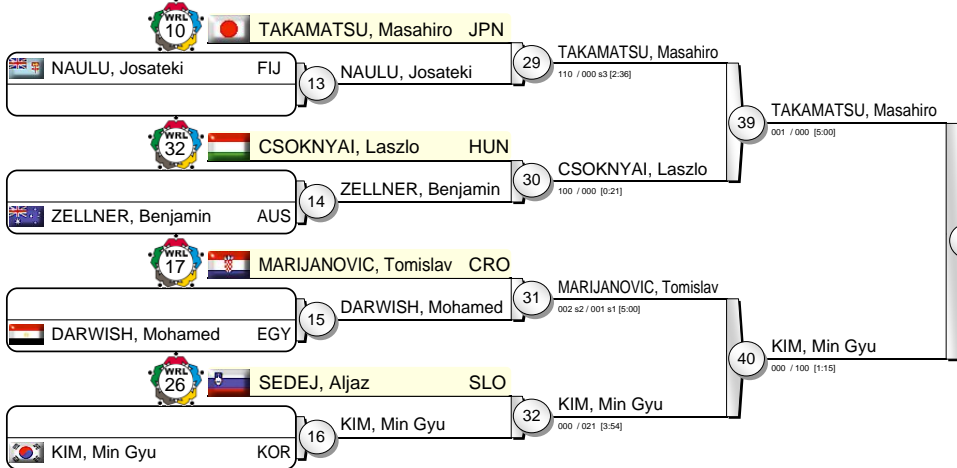 WRL
10
TAKAMATSU, Masahiro JPN
NAULU, Josateki FIJ
13
NAULU, Josateki
29
TAKAMATSU, Masahiro
110 / 000 s3 [2:36]
WRL
32
CSOKNYAI, Laszlo HUN
ZELLNER, Benjamin AUS
14
ZELLNER, Benjamin
30
CSOKNYAI, Laszlo
100 / 000 [0:21]
39
TAKAMATSU, Masahiro
001 / 000 [5:00]
WRL
17
MARIJANOVIC, Tomislav CRO
DARWISH, Mohamed EGY
15
DARWISH, Mohamed
31
MARIJANOVIC, Tomislav
002 s2 / 001 s1 [5:00]
WRL
26
SEDEJ, Aljaz SLO
KIM, Min Gyu KOR
16
KIM, Min Gyu
32
KIM, Min Gyu
000 / 021 [3:54]
40
KIM, Min Gyu
000 / 100 [1:15]